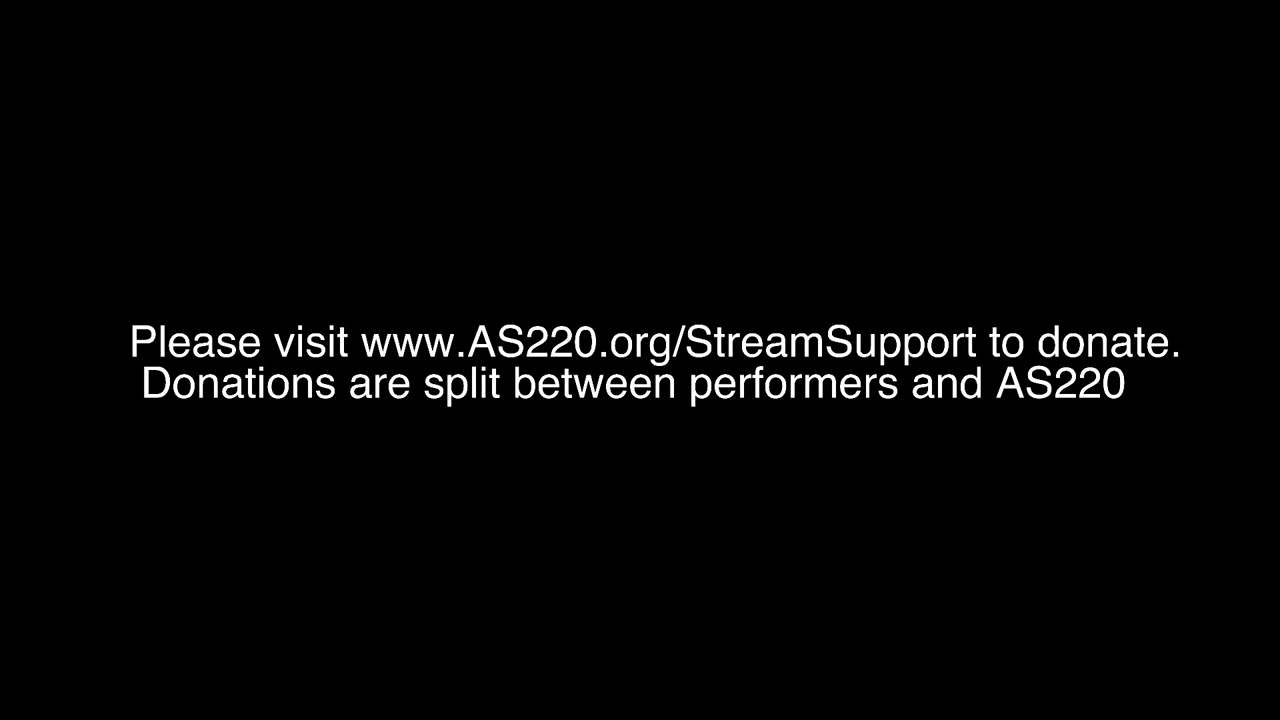 Please visit www.AS220.org/StreamSupport to donate.
Donations are split between performers and AS220